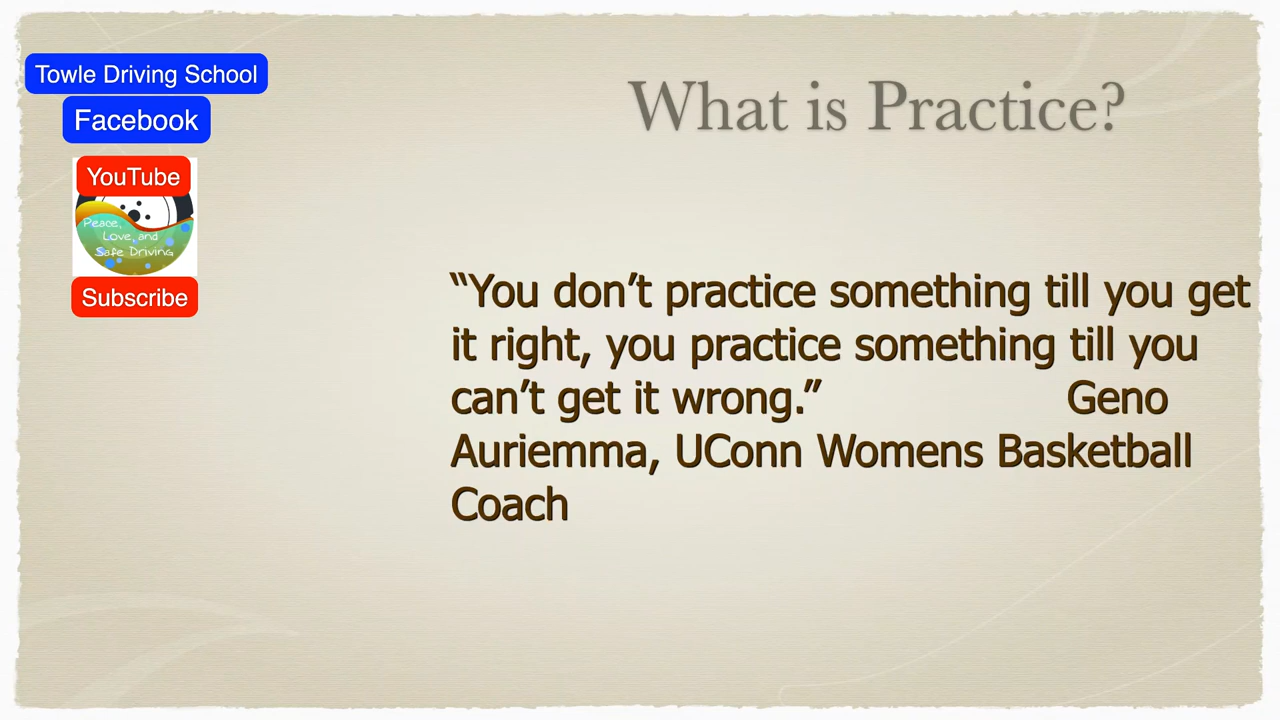 Towle Driving School
Facebook
YouTube
Peace,
Love, and
Safe Driving
Subscribe
What is Practice?
“You don’t practice something till you get
it right, you practice something till you
can’t get it wrong.” Geno
Auriemma, UConn Womens Basketball
Coach